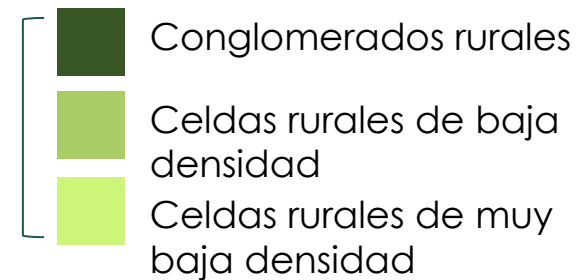 Conglomerados rurales
Celdas rurales de baja
densidad
Celdas rurales de muy
baja densidad